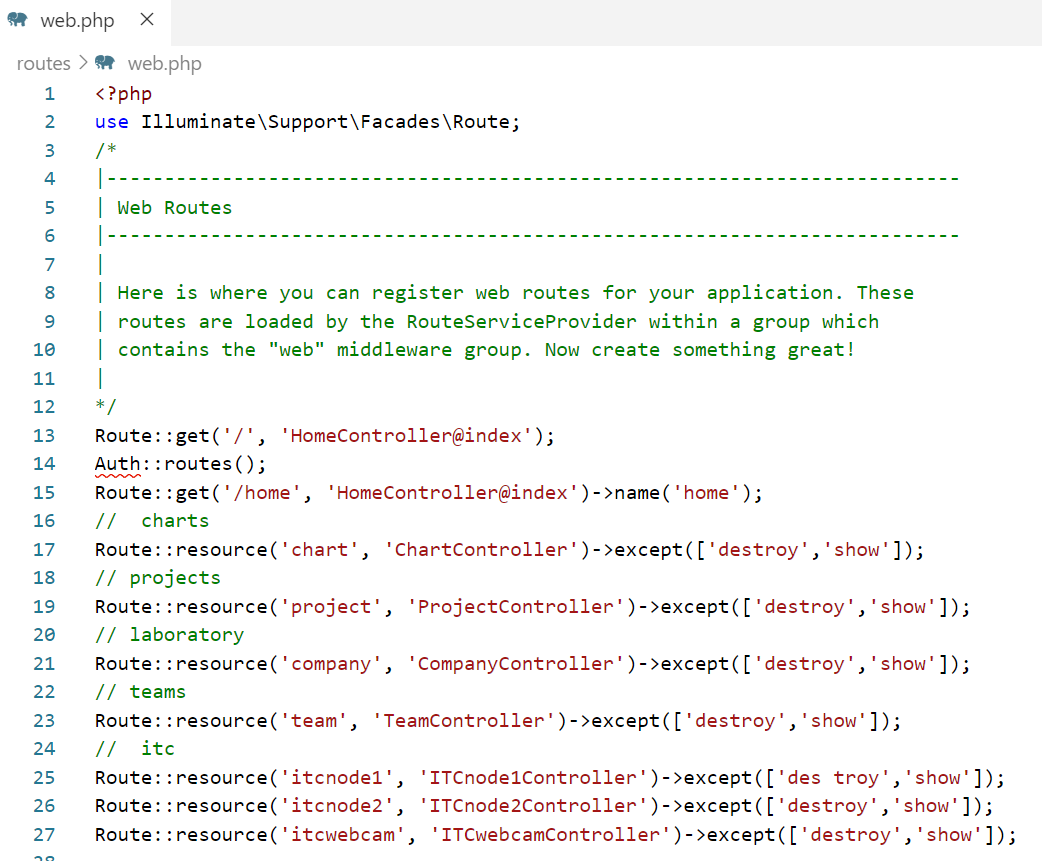 web.php ×
routes > web.php
1 <?php
2 use Illuminate\Support\Facades\Route;
3 /*
4 |--------------------------------------------------------------------------
5 | Web Routes
6 |--------------------------------------------------------------------------
7 |
8 | Here is where you can register web routes for your application. These
9 | routes are loaded by the RouteServiceProvider within a group which
10 | contains the "web" middleware group. Now create something great!
11 |
12 */
13 Route::get('/', 'HomeController@index');
14 Auth::routes();
15 Route::get('/home', 'HomeController@index')->name('home');
16 //  charts
17 Route::resource('chart', 'ChartController')->except(['destroy','show']);
18 // projects
19 Route::resource('project', 'ProjectController')->except(['destroy','show']);
20 // laboratory
21 Route::resource('company', 'CompanyController')->except(['destroy','show']);
22 // teams
23 Route::resource('team', 'TeamController')->except(['destroy','show']);
24 //  itc
25 Route::resource('itcnode1', 'ITCnode1Controller')->except(['des troy','show']);
26 Route::resource('itcnode2', 'ITCnode2Controller')->except(['destroy','show']);
27 Route::resource('itcwebcam', 'ITCwebcamController')->except(['destroy','show']);
28